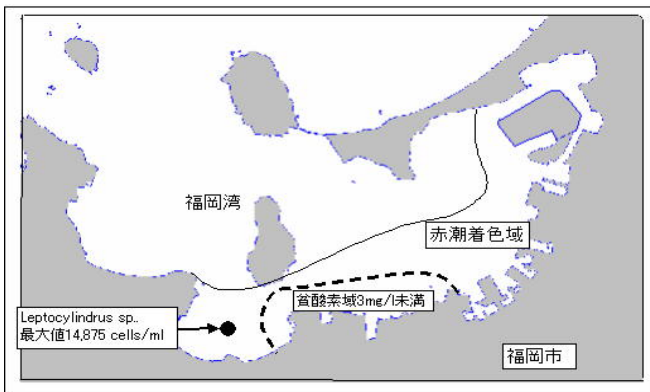 福岡湾
赤潮着色域
貧酸素域3mg/l未満
Leptocylindrus sp..
最大値14,875 cells/ml
福岡市